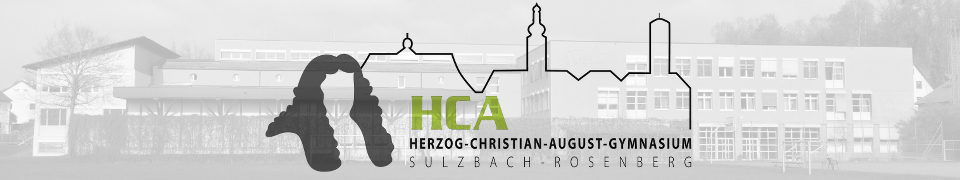 HCA
HERZOG-CHRISTIAN-AUGUST-GYMNASIUM
SULZBACH-ROSENBERG